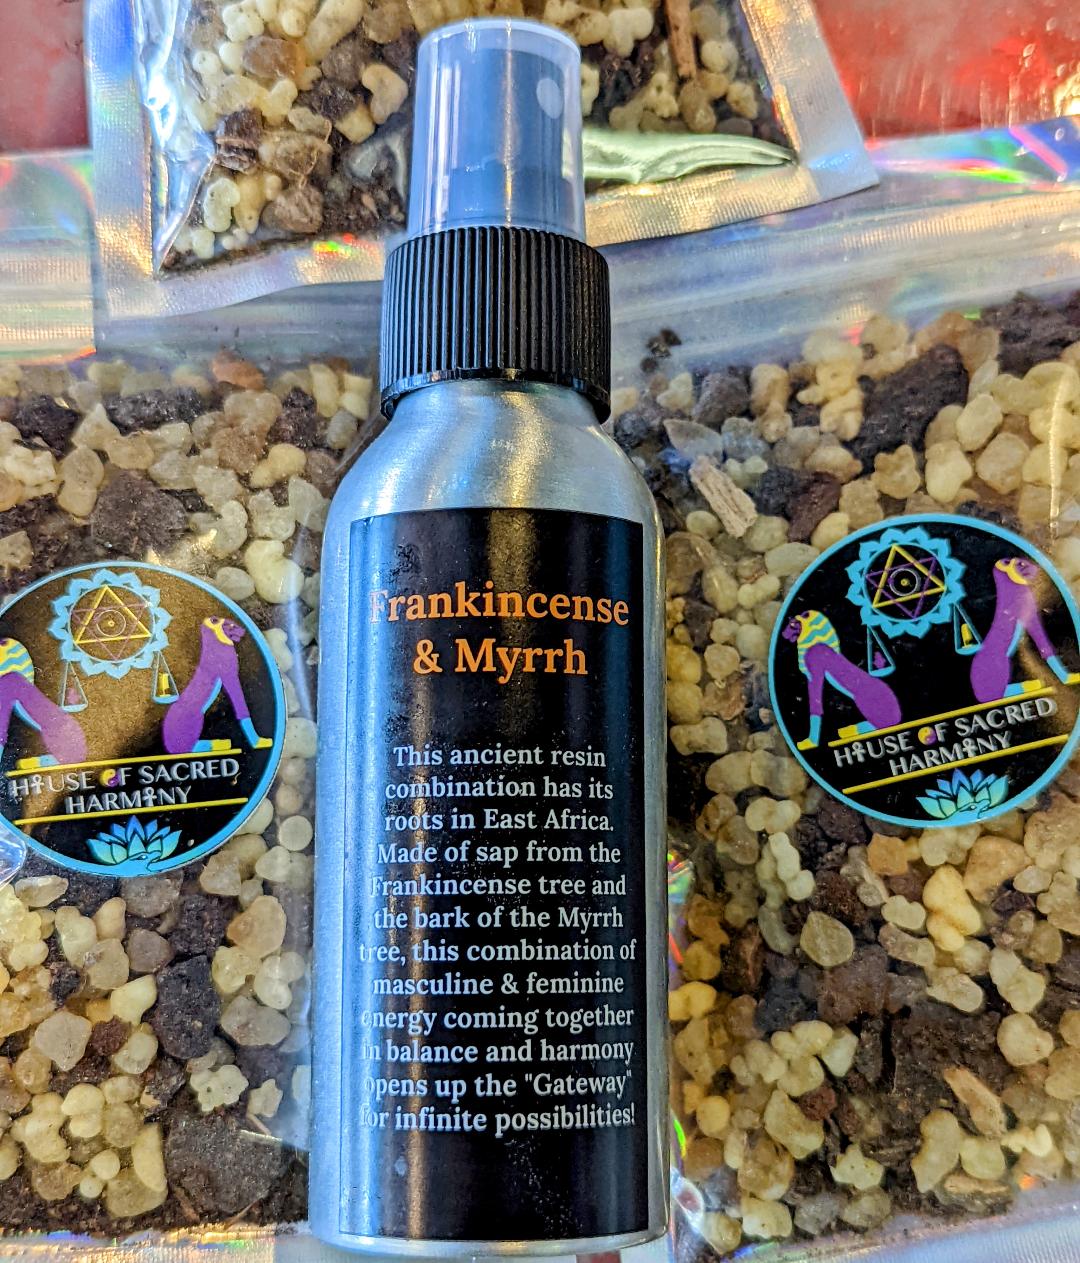 Frankincense
& Myrrh
This ancient resin
combination has its
roots in East Africa.
Made of sap from the
Frankincense tree and
the bark of the Myrrh
tree, this combination of
masculine & feminine
energy coming together
in balance and harmony
opens up the "Gateway"
for infinite possibilities!
HOUSE OF SACRED
HARMONY
HOUSE OF SACRED
HARMONY